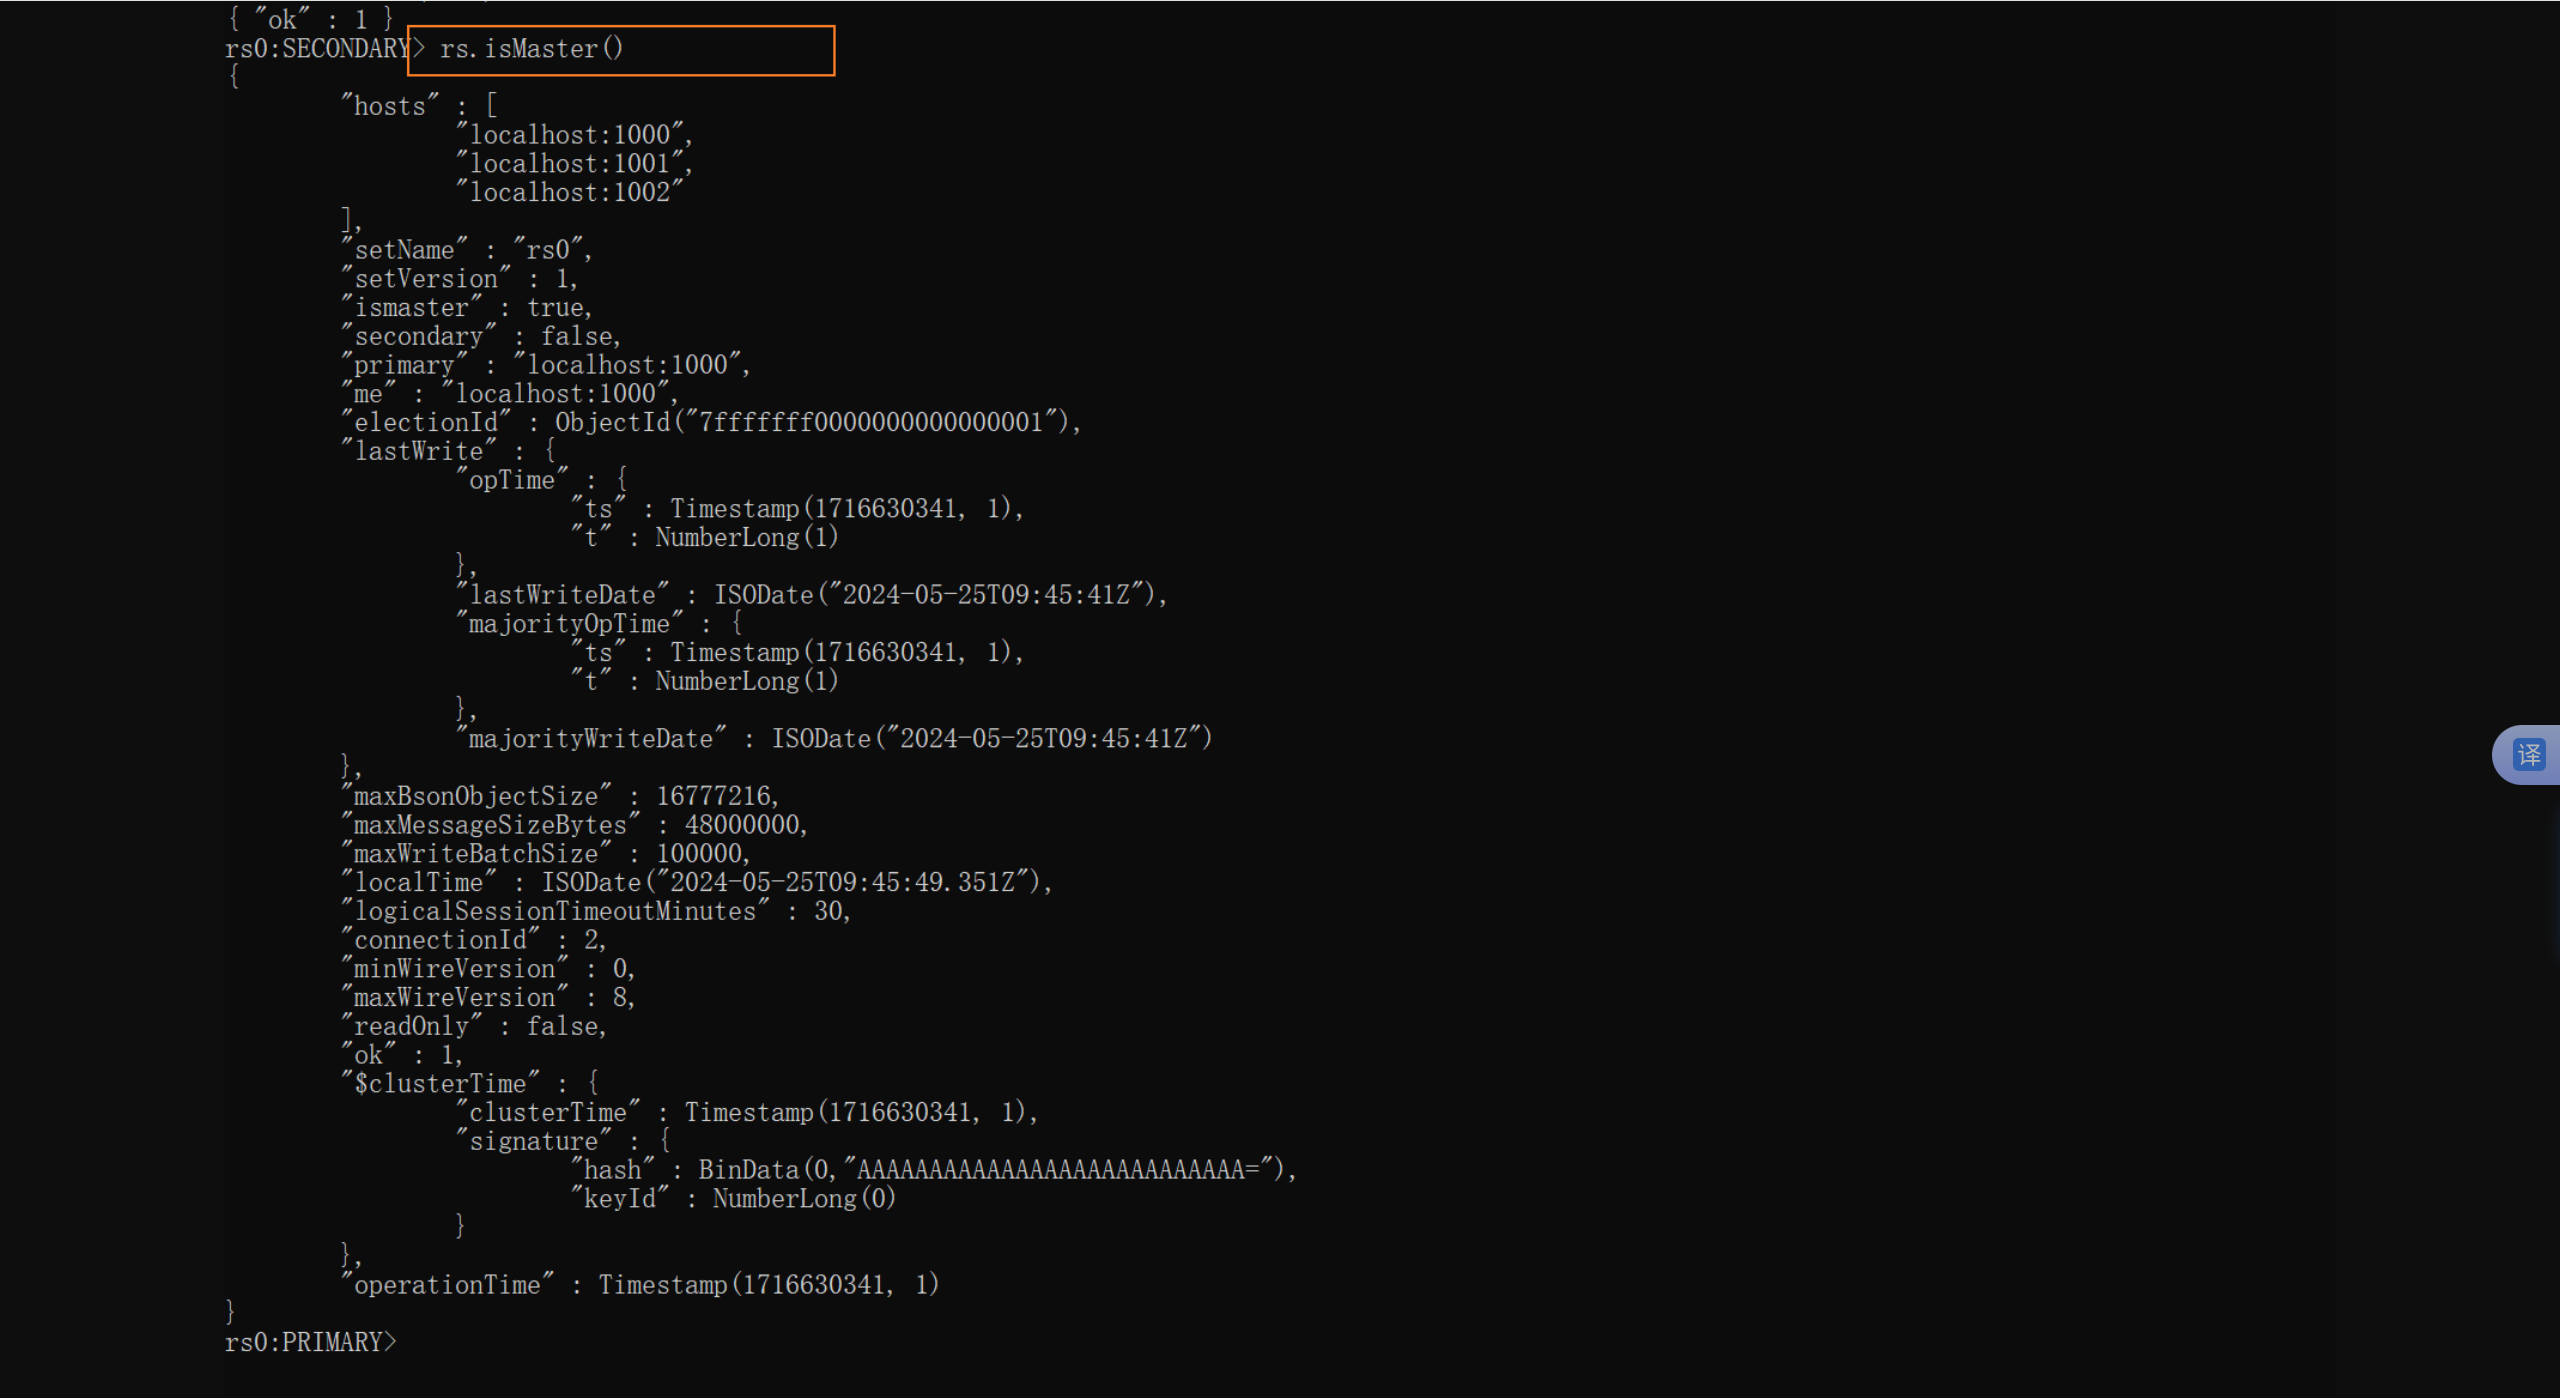 { "ok" : 1 }
rs0:SECONDARY> rs.isMaster()
{
        "hosts" : [
                "localhost:1000",
                "localhost:1001",
                "localhost:1002"
        ],
        "setName" : "rs0",
        "setVersion" : 1,
        "ismaster" : true,
        "secondary" : false,
        "primary" : "localhost:1000",
        "me" : "localhost:1000",
        "electionId" : ObjectId("7fffffff0000000000000001"),
        "lastWrite" : {
                "opTime" : {
                        "ts" : Timestamp(1716630341, 1),
                        "t" : NumberLong(1)
                },
                "lastWriteDate" : ISODate("2024-05-25T09:45:41Z"),
                "majorityOpTime" : {
                        "ts" : Timestamp(1716630341, 1),
                        "t" : NumberLong(1)
                },
                "majorityWriteDate" : ISODate("2024-05-25T09:45:41Z")
        },
        "maxBsonObjectSize" : 16777216,
        "maxMessageSizeBytes" : 48000000,
        "maxWriteBatchSize" : 100000,
        "localTime" : ISODate("2024-05-25T09:45:49.351Z"),
        "logicalSessionTimeoutMinutes" : 30,
        "connectionId" : 2,
        "minWireVersion" : 0,
        "maxWireVersion" : 8,
        "readOnly" : false,
        "ok" : 1,
        "$clusterTime" : {
                "clusterTime" : Timestamp(1716630341, 1),
                "signature" : {
                        "hash" : BinData(0,"AAAAAAAAAAAAAAAAAAAAAAAAAAA="),
                        "keyId" : NumberLong(0)
                }
        },
        "operationTime" : Timestamp(1716630341, 1)
}
rs0:PRIMARY>
译